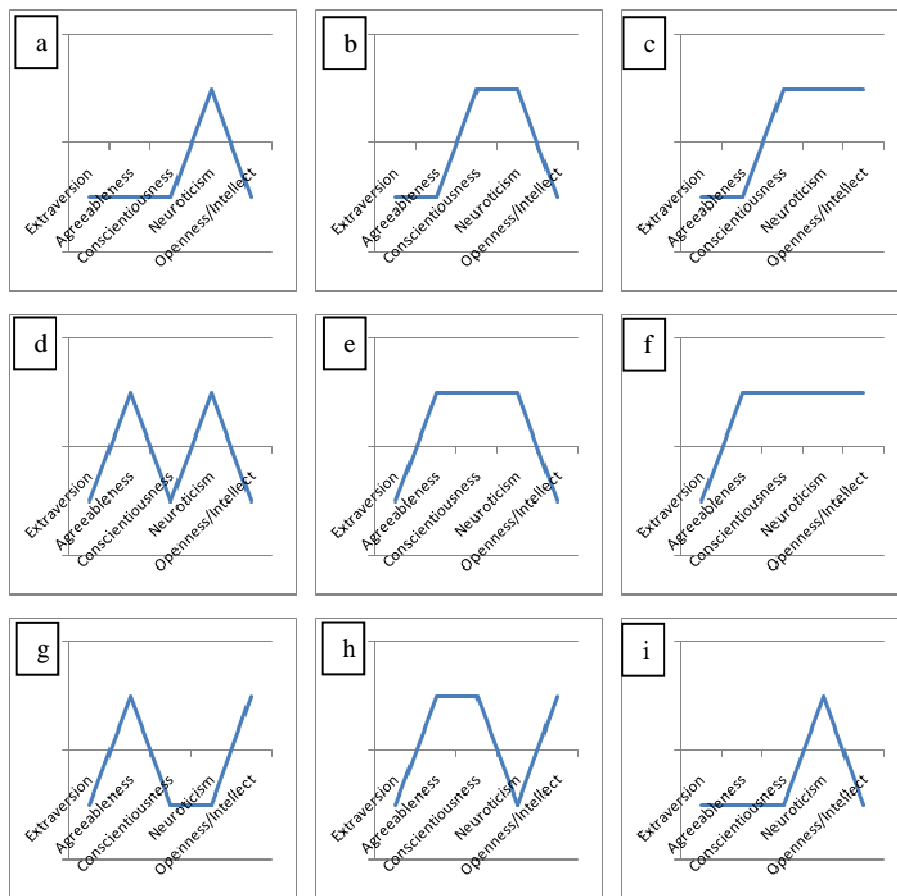 a
Extraversion
Agreeableness
Conscientiousness
Neuroticism
Openness/Intellect
b
Extraversion
Agreeableness
Conscientiousness
Neuroticism
Openness/Intellect
c
Extraversion
Agreeableness
Conscientiousness
Neuroticism
Openness/Intellect
d
Extraversion
Agreeableness
Conscientiousness
Neuroticism
Openness/Intellect
e
Extraversion
Agreeableness
Conscientiousness
Neuroticism
Openness/Intellect
f
Extraversion
Agreeableness
Conscientiousness
Neuroticism
Openness/Intellect
g
Extraversion
Agreeableness
Conscientiousness
Neuroticism
Openness/Intellect
h
Extraversion
Agreeableness
Conscientiousness
Neuroticism
Openness/Intellect
i
Extraversion
Agreeableness
Conscientiousness
Neuroticism
Openness/Intellect